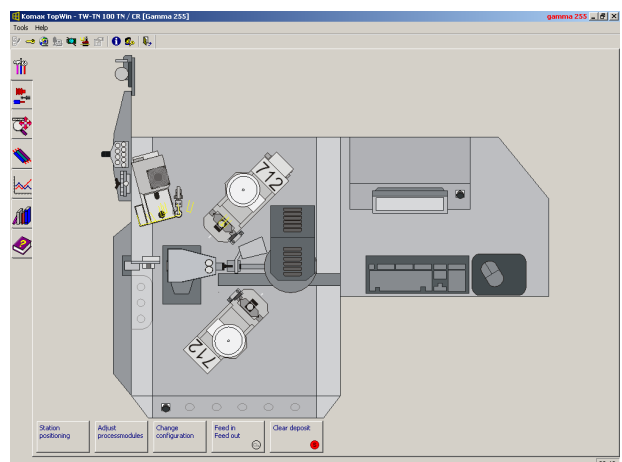 Komax TopWin - TW-TN 100 TN / CR [Gamma 255]
gamma 255
Tools Help
712
712
Station positioning
Adjust processmodules
Change configuration
Feed in
Feed out
Clear deposit